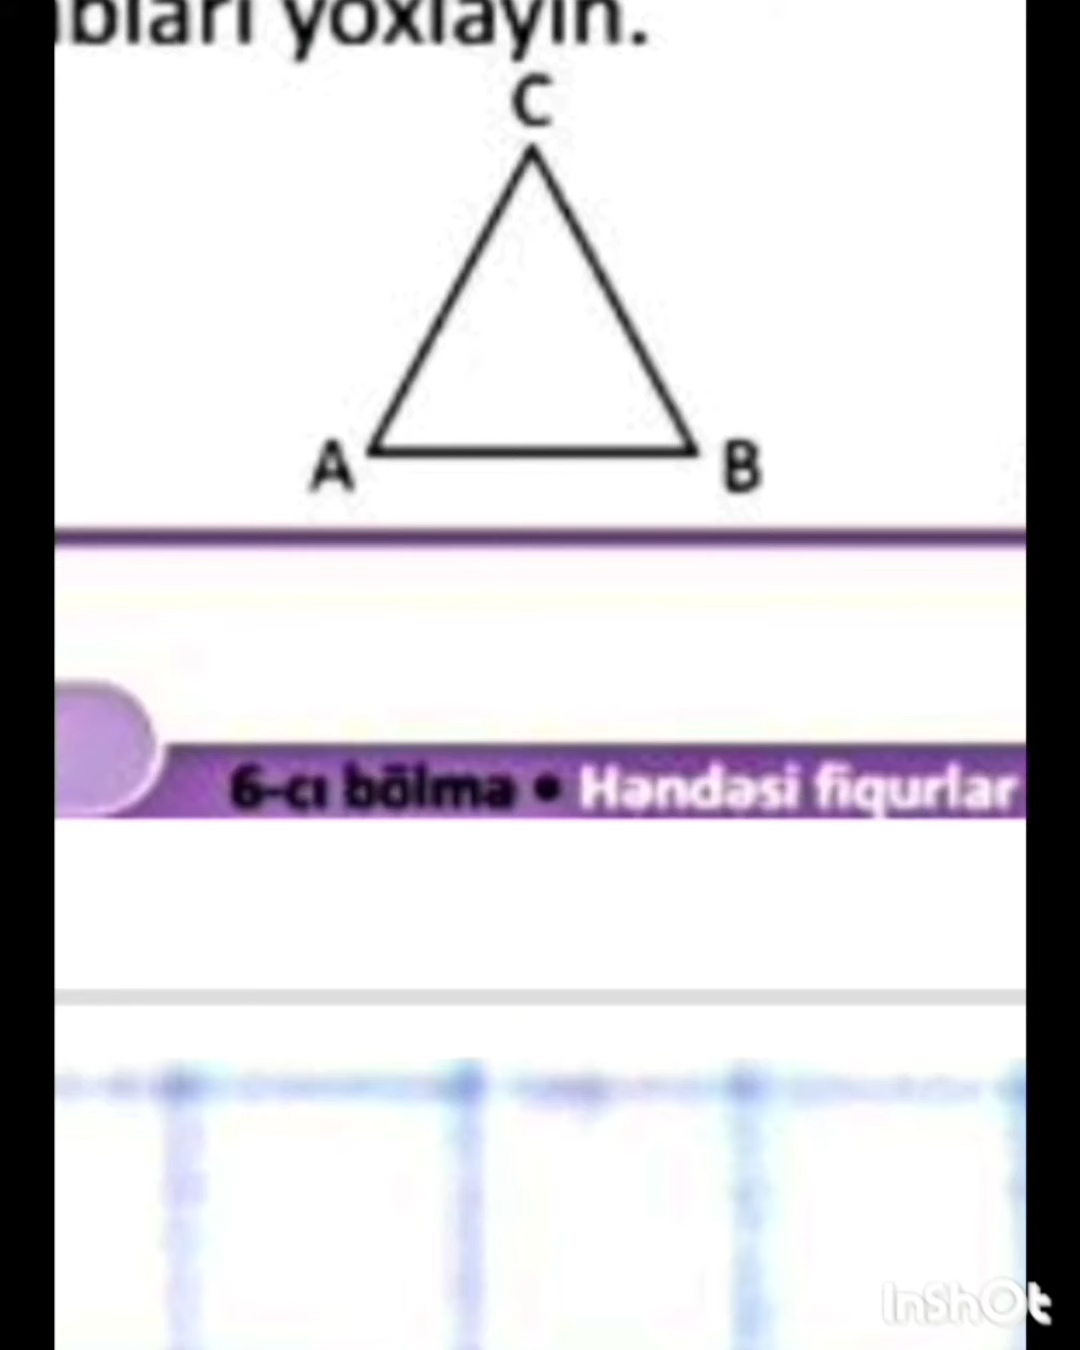 yoxlayın.
C
A
B
6-cı bölmə • Həndəsi fiqurlar
InShOt